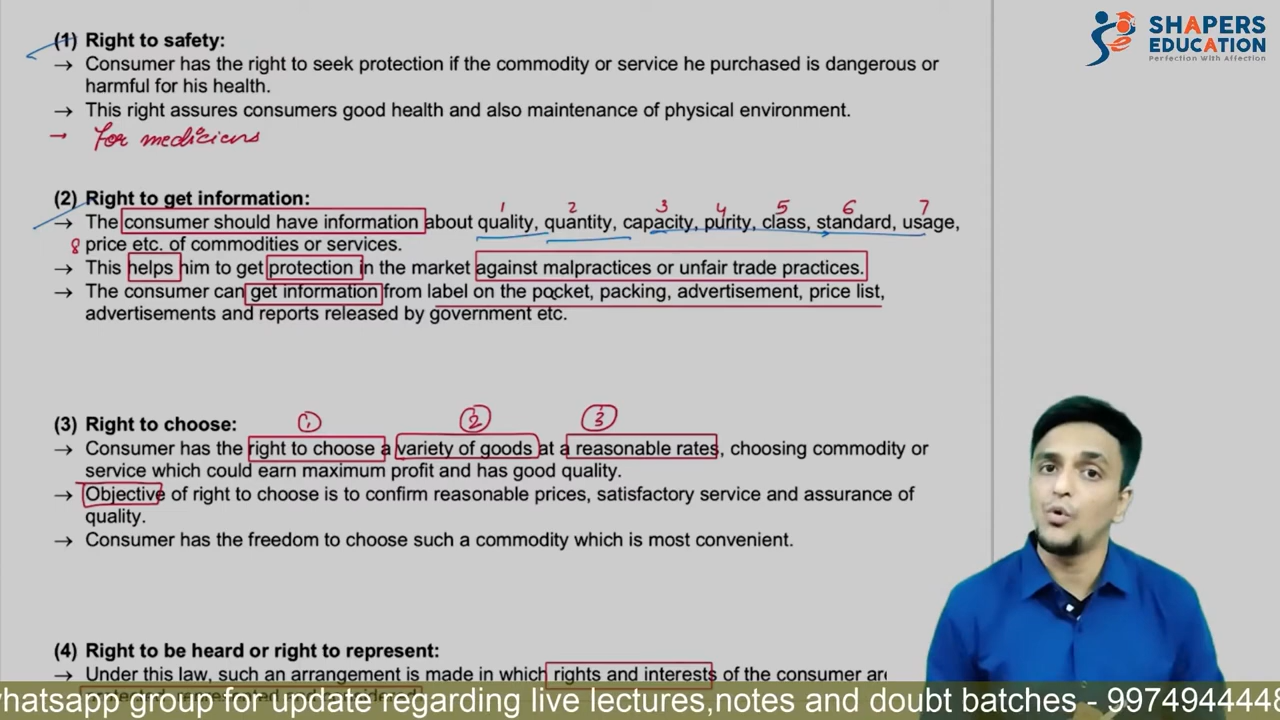 SHAPERS
EDUCATION
Perfection With Affection
(1) Right to safety:
→ Consumer has the right to seek protection if the commodity or service he purchased is dangerous or
harmful for his health.
→ This right assures consumers good health and also maintenance of physical environment.
→ for mediciens
(2) Right to get information:
1 2 3 4 5 6 7
→ The consumer should have information about quality, quantity, capacity, purity, class, standard, usage,
8 price etc. of commodities or services.
→ This helps him to get protection in the market against malpractices or unfair trade practices.
→ The consumer can get information from label on the pocket, packing, advertisement, price list,
advertisements and reports released by government etc.
(3) Right to choose:
1 2 3
→ Consumer has the right to choose a variety of goods at a reasonable rates, choosing commodity or
service which could earn maximum profit and has good quality.
→ Objective of right to choose is to confirm reasonable prices, satisfactory service and assurance of
quality.
→ Consumer has the freedom to choose such a commodity which is most convenient.
(4) Right to be heard or right to represent:
→ Under this law, such an arrangement is made in which rights and interests of the consumer are
whatsapp group for update regarding live lectures,notes and doubt batches - 9974944448